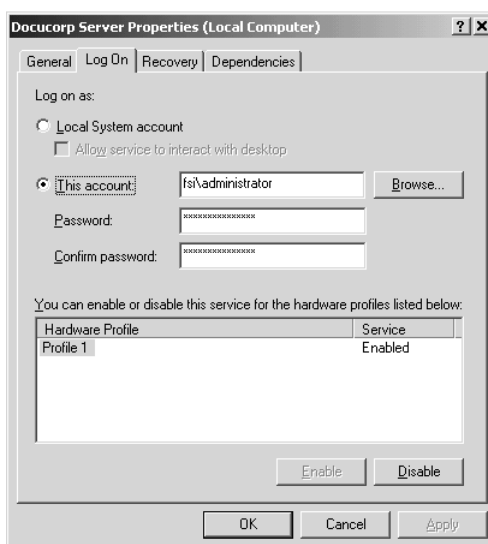 Docucorp Server Properties (Local Computer)
General Log On Recovery Dependencies
Log on as:
Local System account
Allow service to interact with desktop
This account: fsi\administrator Browse...
Password: xxxxxxxxxxxxxxx
Confirm password: xxxxxxxxxxxxxxx
You can enable or disable this service for the hardware profiles listed below:
Hardware Profile Service
Profile 1 Enabled
Enable Disable
OK Cancel Apply